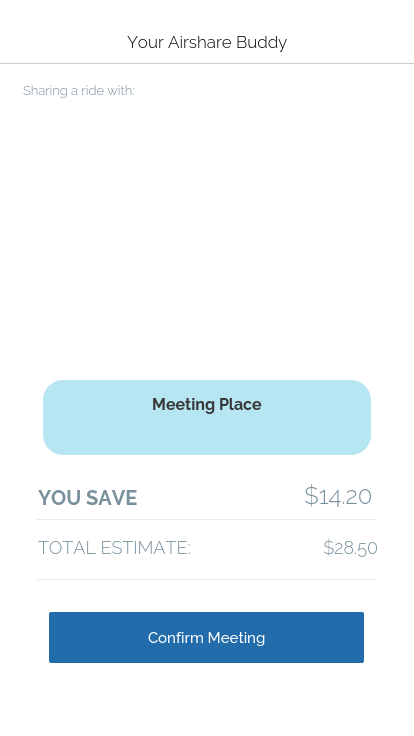 Your Airshare Buddy
Sharing a ride with:
Meeting Place
YOU SAVE $14.20
TOTAL ESTIMATE: $28.50
Confirm Meeting